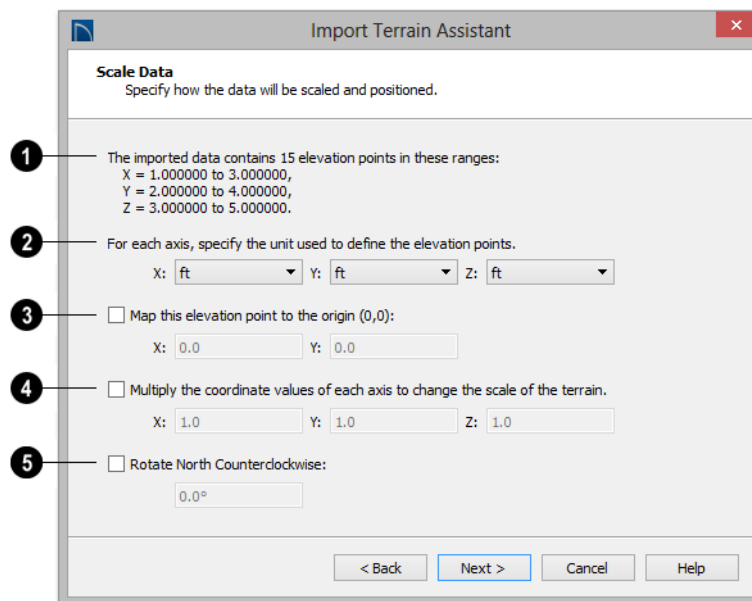 Import Terrain Assistant
Scale Data
Specify how the data will be scaled and positioned.
1 The imported data contains 15 elevation points in these ranges:
X = 1.000000 to 3.000000,
Y = 2.000000 to 4.000000,
Z = 3.000000 to 5.000000.
2 For each axis, specify the unit used to define the elevation points.
X: ft Y: ft Z: ft
3 Map this elevation point to the origin (0,0):
X: 0.0 Y: 0.0
4 Multiply the coordinate values of each axis to change the scale of the terrain.
X: 1.0 Y: 1.0 Z: 1.0
5 Rotate North Counterclockwise:
0.0°
< Back Next > Cancel Help